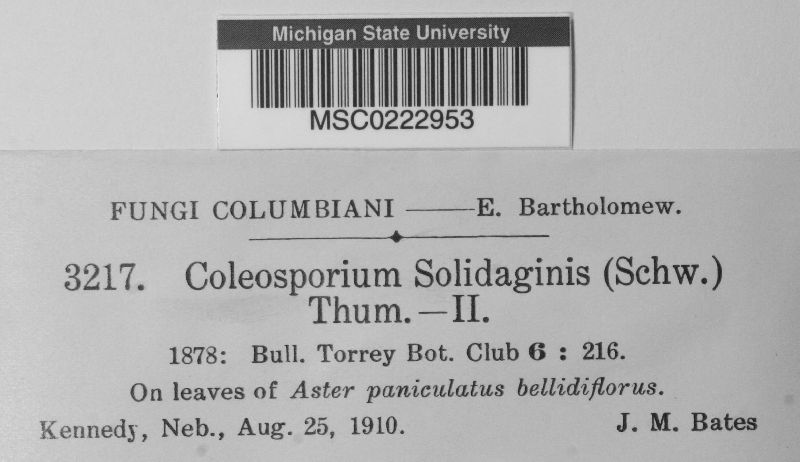 Michigan State University
MSC0222953
FUNGI COLUMBIANI ——E. Bartholomew.
3217. Coleosporium Solidaginis (Schw.)
Thum.—II.
1878: Bull. Torrey Bot. Club 6 : 216.
On leaves of Aster paniculatus bellidiflorus.
Kennedy, Neb., Aug. 25, 1910. J. M. Bates